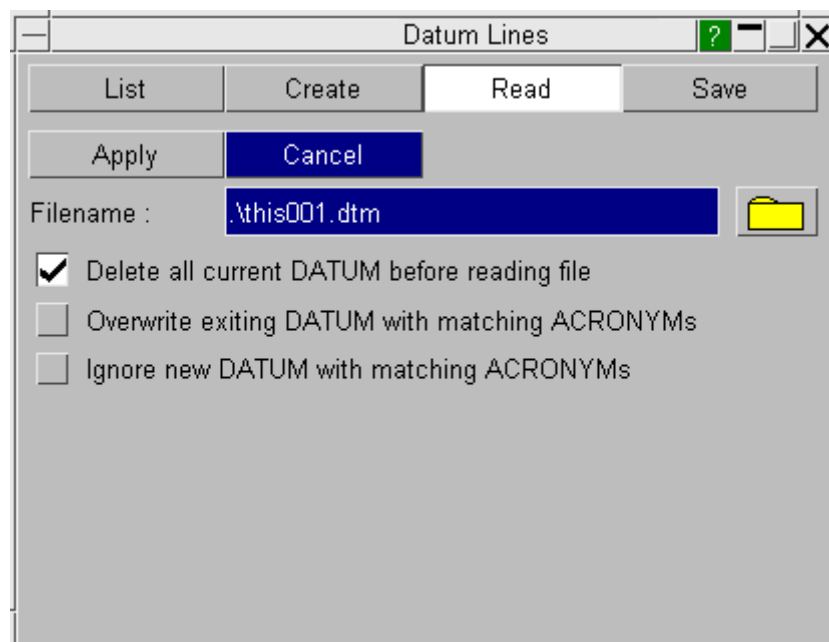 Datum Lines ?
List Create Read Save
Apply Cancel
Filename : .\this001.dtm
Delete all current DATUM before reading file
Overwrite exiting DATUM with matching ACRONYMs
Ignore new DATUM with matching ACRONYMs